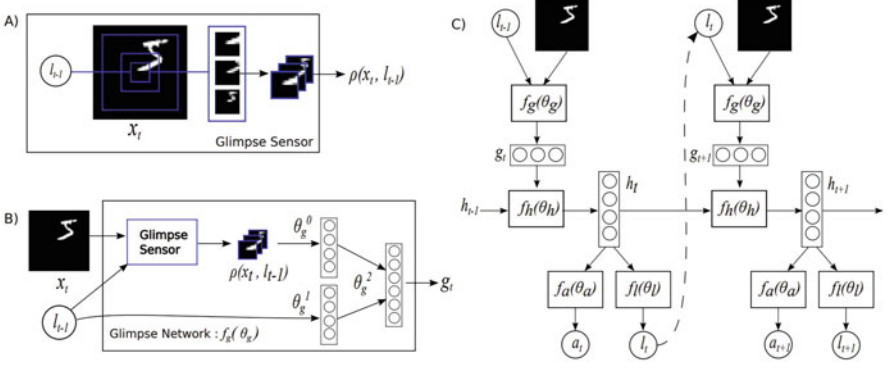 A)
l_{t-1}
x_t
ρ(x_t, l_{t-1})
Glimpse Sensor
B)
x_t
l_{t-1}
Glimpse
Sensor
ρ(x_t, l_{t-1})
θ_g^0
θ_g^1
θ_g^2
g_t
Glimpse Network : f_g(θ_g)
C)
l_{t-1}
l_t
f_g(θ_g)
f_g(θ_g)
g_t
g_{t+1}
h_{t-1}
f_h(θ_h)
h_t
f_h(θ_h)
h_{t+1}
f_a(θ_a)
f_l(θ_l)
f_a(θ_a)
f_l(θ_l)
a_t
l_t
a_{t+1}
l_{t+1}